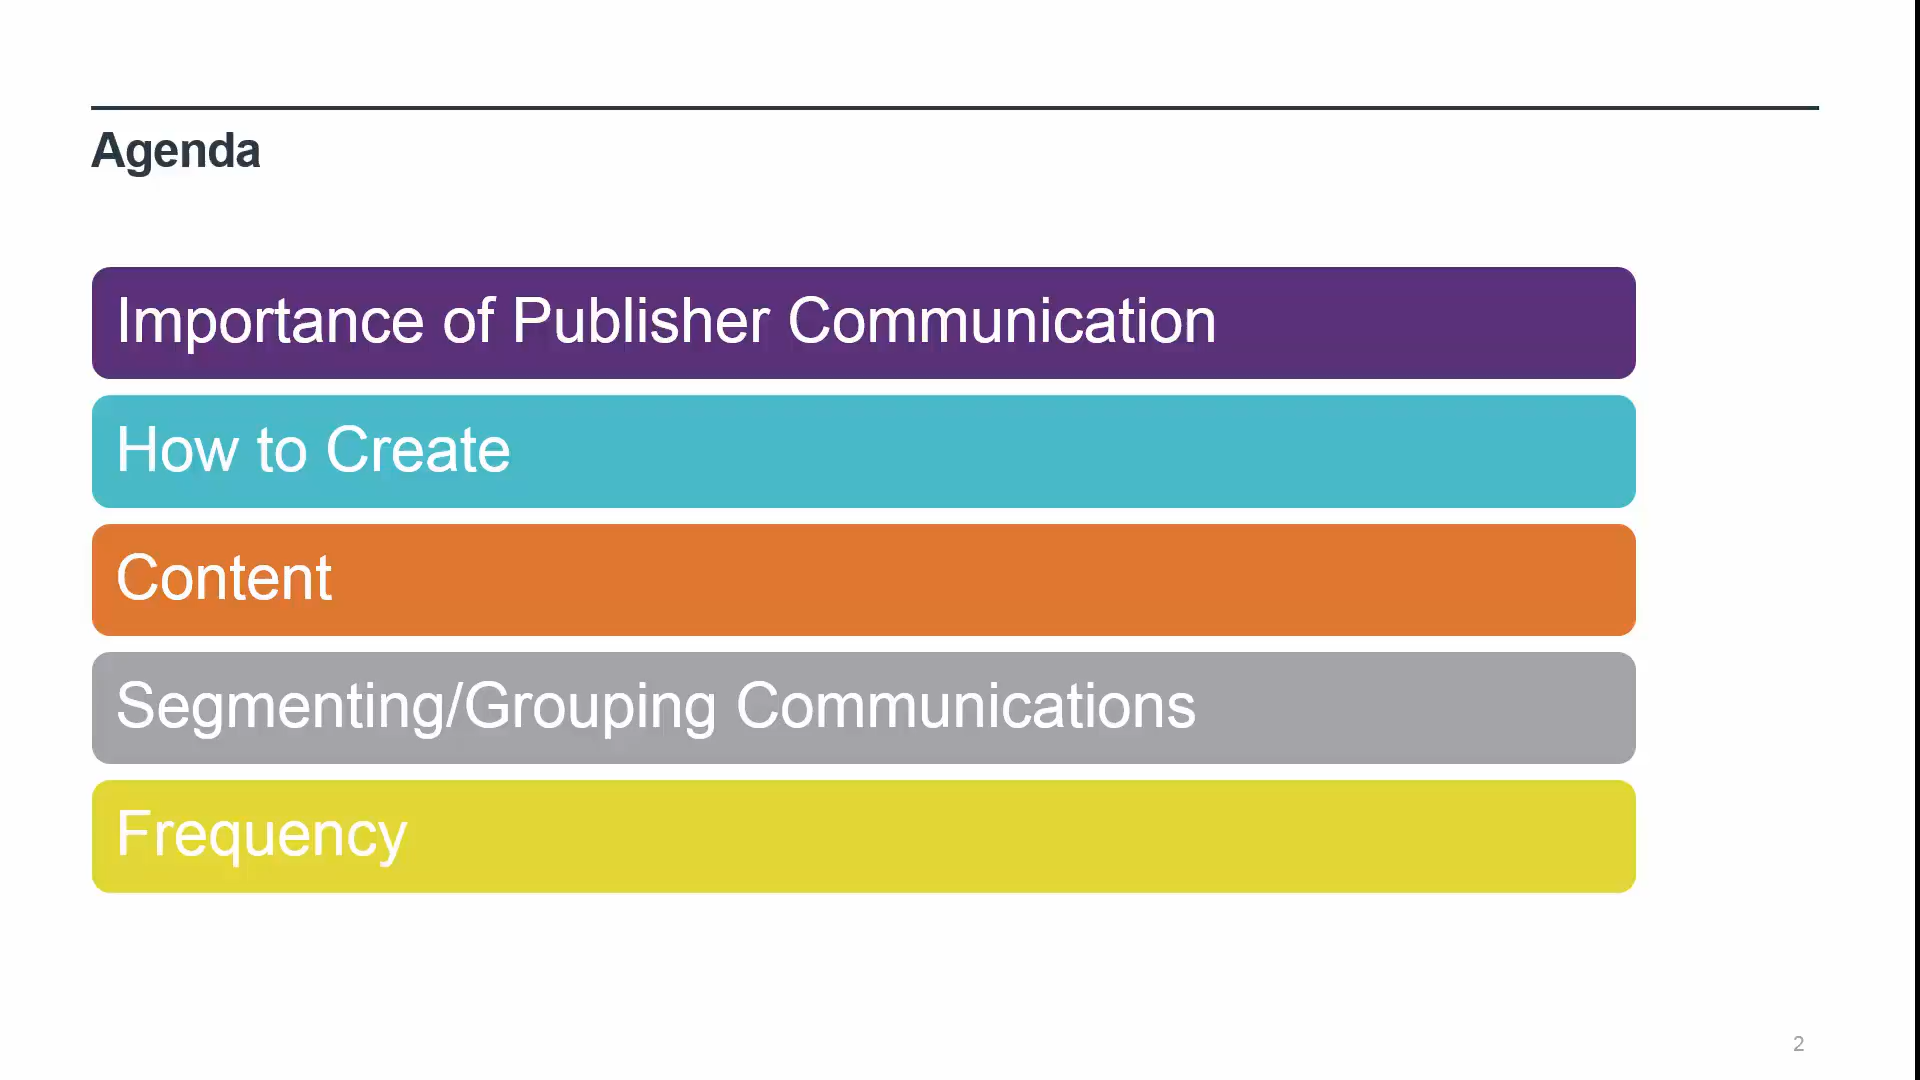 Agenda
Importance of Publisher Communication
How to Create
Content
Segmenting/Grouping Communications
Frequency
2